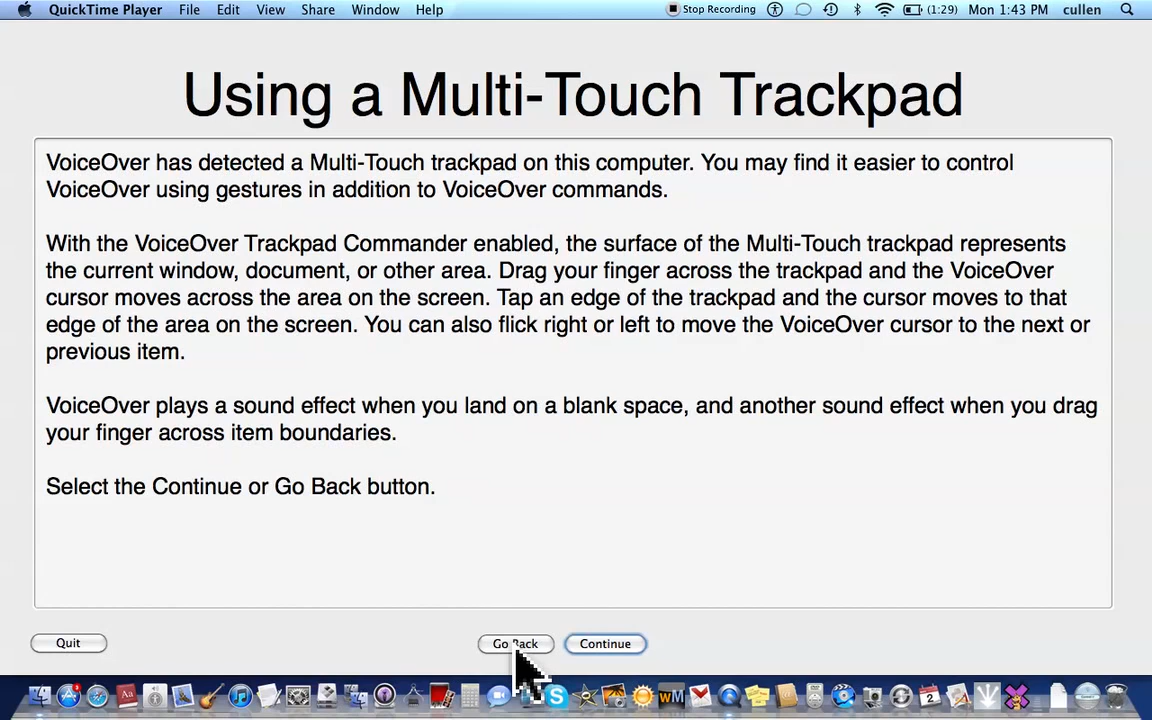 QuickTime Player File Edit View Share Window Help Stop Recording (1:29) Mon 1:43 PM cullen
Using a Multi-Touch Trackpad
VoiceOver has detected a Multi-Touch trackpad on this computer. You may find it easier to control
VoiceOver using gestures in addition to VoiceOver commands.
With the VoiceOver Trackpad Commander enabled, the surface of the Multi-Touch trackpad represents
the current window, document, or other area. Drag your finger across the trackpad and the VoiceOver
cursor moves across the area on the screen. Tap an edge of the trackpad and the cursor moves to that
edge of the area on the screen. You can also flick right or left to move the VoiceOver cursor to the next or
previous item.
VoiceOver plays a sound effect when you land on a blank space, and another sound effect when you drag
your finger across item boundaries.
Select the Continue or Go Back button.
Quit Go Back Continue